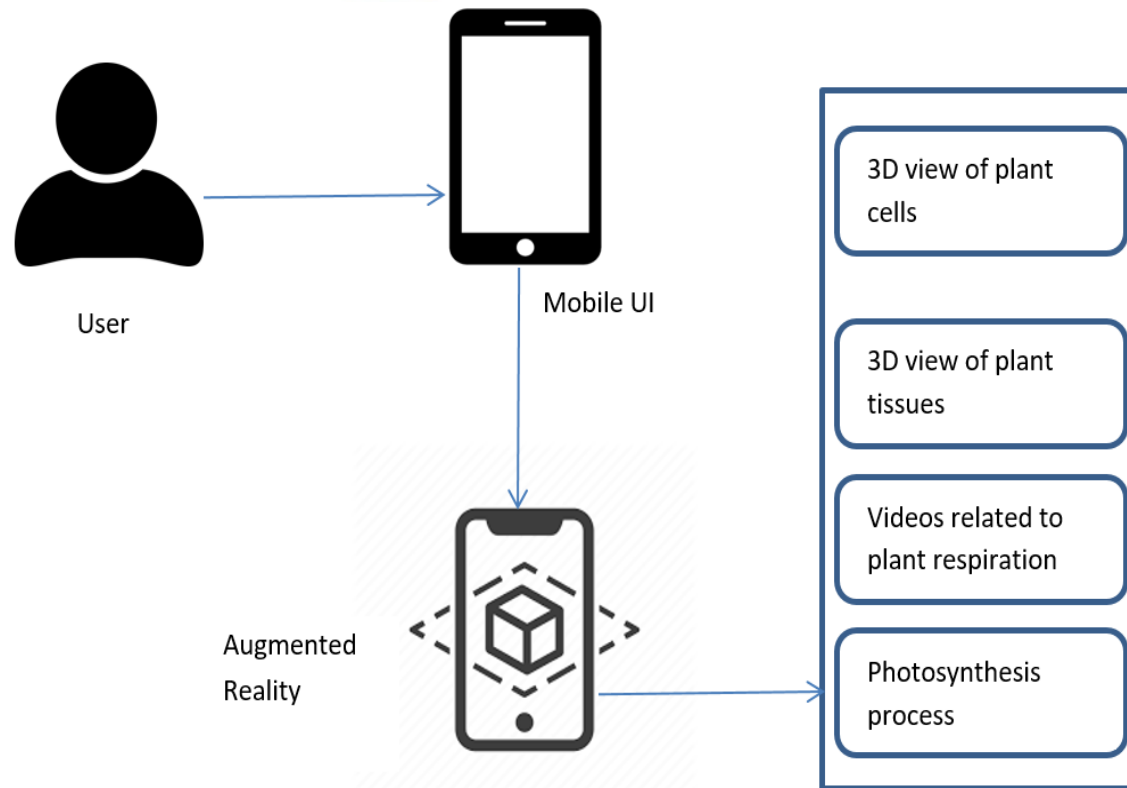 User
Mobile UI
Augmented
Reality
3D view of plant
cells
3D view of plant
tissues
Videos related to
plant respiration
Photosynthesis
process